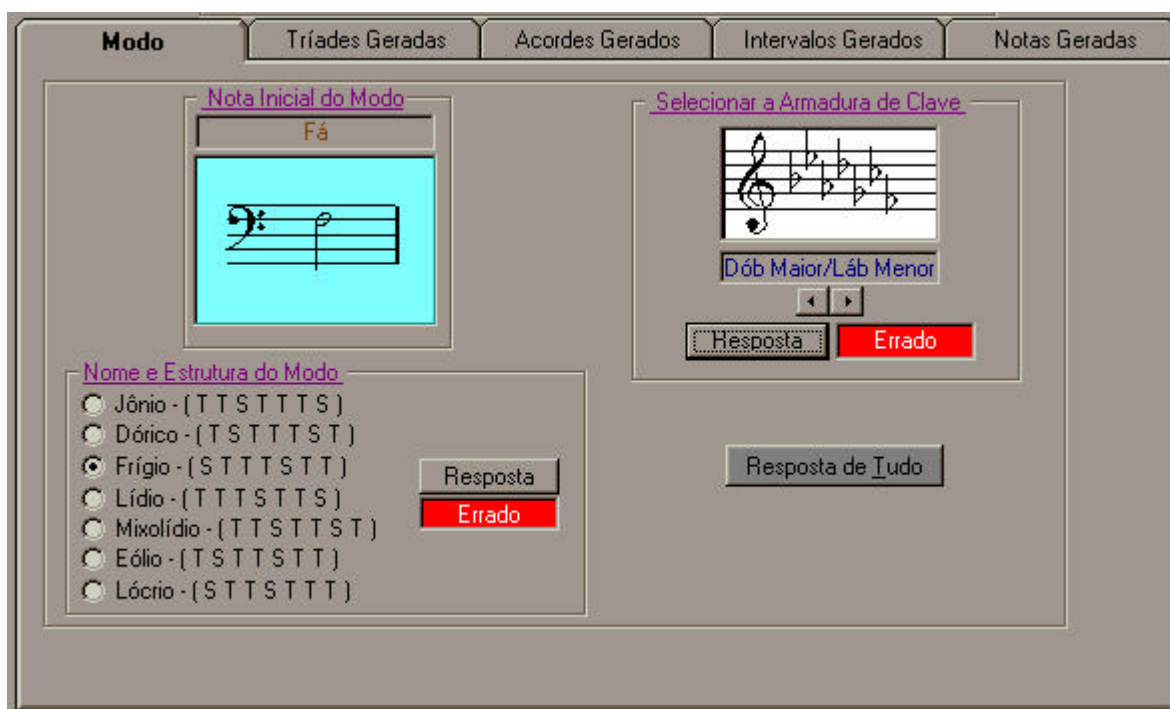 Modo
Tríades Geradas
Acordes Gerados
Intervalos Gerados
Notas Geradas
Nota Inicial do Modo
Fá
Selecionar a Armadura de Clave
Dób Maior/Láb Menor
Resposta
Errado
Nome e Estrutura do Modo
Jônio - ( T T S T T T S )
Dórico - ( T S T T T S T )
Frígio - ( S T T T S T T )
Lídio - ( T T T S T T S )
Mixolídio - ( T T S T T S T )
Eólio - ( T S T T S T T )
Lócrio - ( S T T S T T T )
Resposta
Errado
Resposta de Tudo